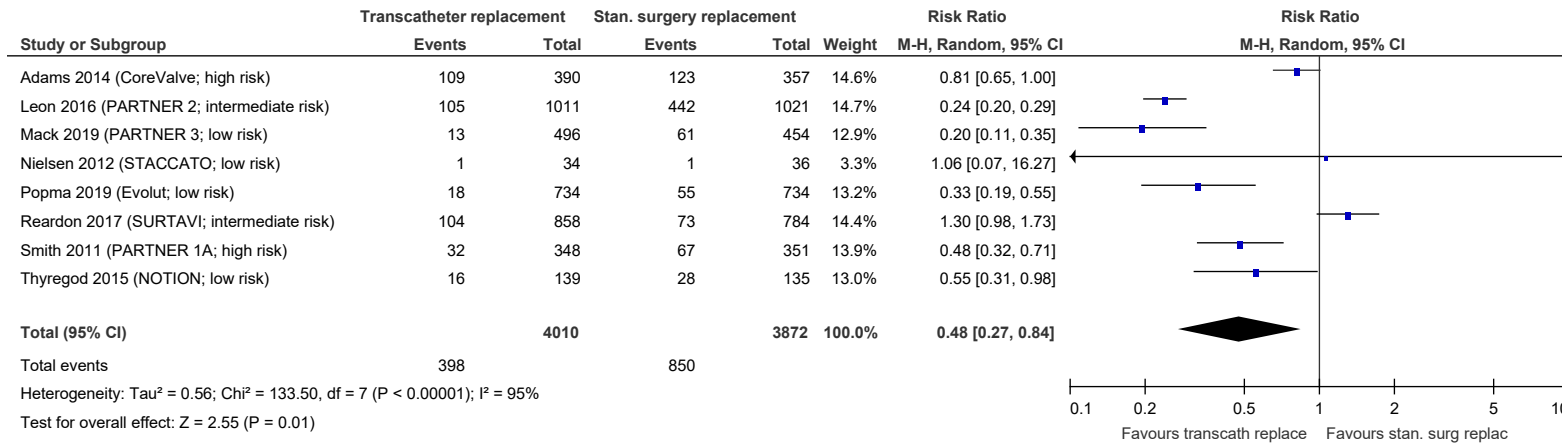 Transcatheter replacement Stan. surgery replacement Risk Ratio Risk Ratio
Study or Subgroup Events Total Events Total Weight M-H, Random, 95% CI M-H, Random, 95% CI
Adams 2014 (CoreValve; high risk) 109 390 123 357 14.6% 0.81 [0.65, 1.00]
Leon 2016 (PARTNER 2; intermediate risk) 105 1011 442 1021 14.7% 0.24 [0.20, 0.29]
Mack 2019 (PARTNER 3; low risk) 13 496 61 454 12.9% 0.20 [0.11, 0.35]
Nielsen 2012 (STACCATO; low risk) 1 34 1 36 3.3% 1.06 [0.07, 16.27]
Popma 2019 (Evolut; low risk) 18 734 55 734 13.2% 0.33 [0.19, 0.55]
Reardon 2017 (SURTAVI; intermediate risk) 104 858 73 784 14.4% 1.30 [0.98, 1.73]
Smith 2011 (PARTNER 1A; high risk) 32 348 67 351 13.9% 0.48 [0.32, 0.71]
Thyregod 2015 (NOTION; low risk) 16 139 28 135 13.0% 0.55 [0.31, 0.98]
Total (95% CI) 4010 3872 100.0% 0.48 [0.27, 0.84]
Total events 398 850
Heterogeneity: Tau² = 0.56; Chi² = 133.50, df = 7 (P < 0.00001); I² = 95%
Test for overall effect: Z = 2.55 (P = 0.01)
0.1 0.2 0.5 1 2 5
Favours transcath replace Favours stan. surg replac